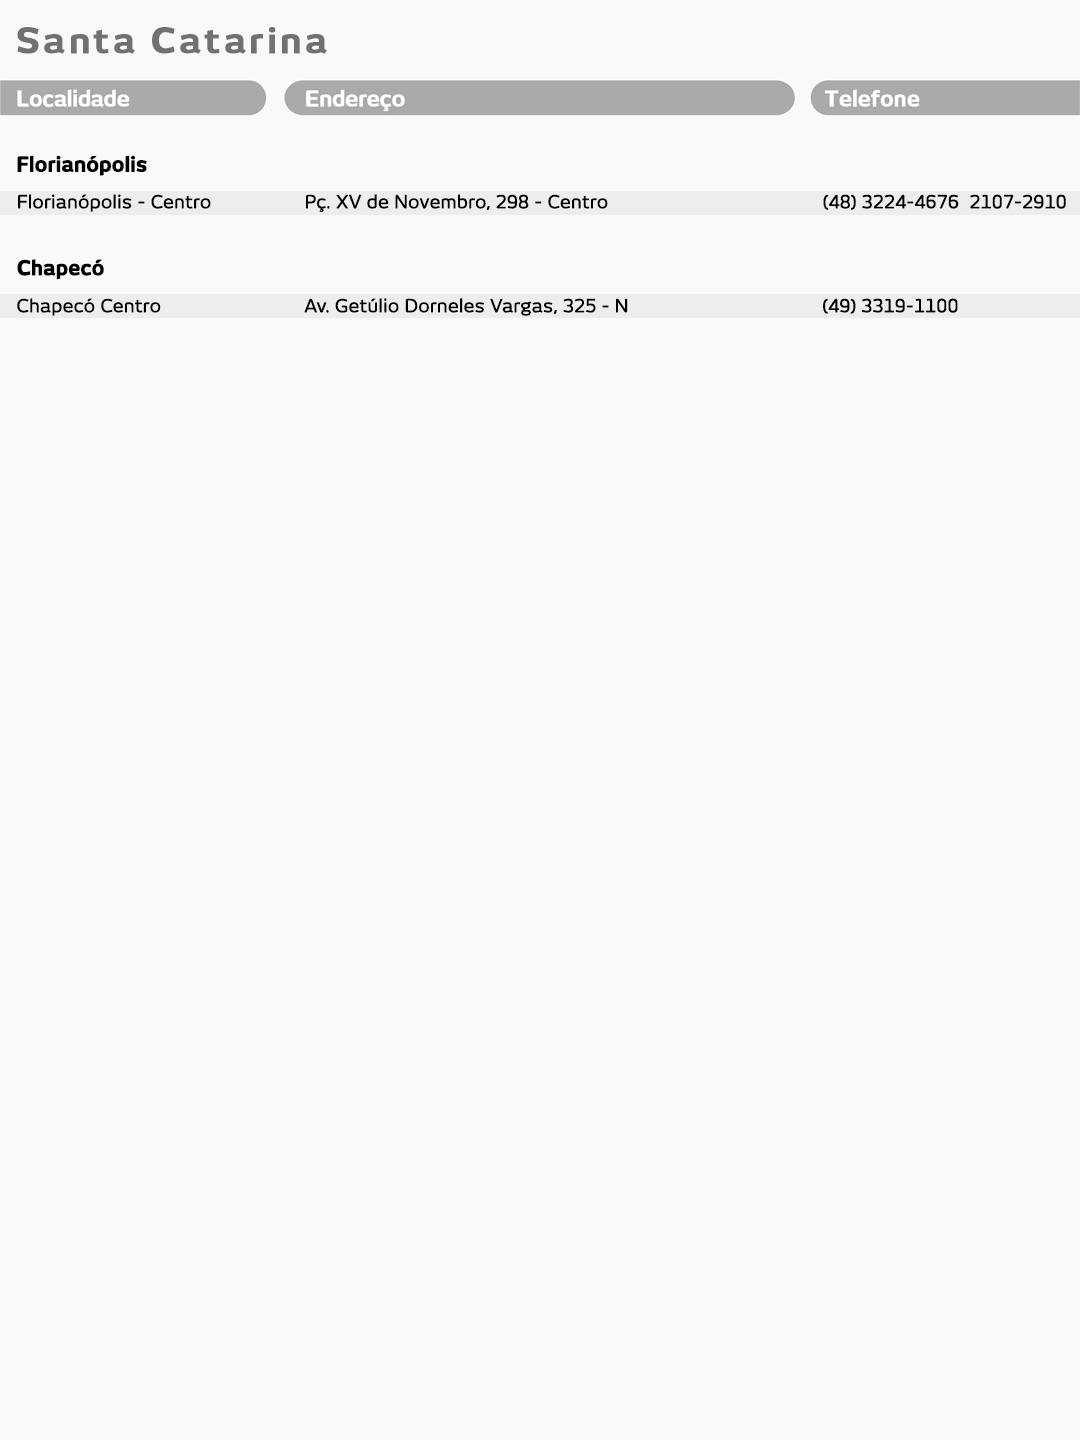 Santa Catarina
Localidade Endereço Telefone
Florianópolis
Florianópolis - Centro Pç. XV de Novembro, 298 - Centro (48) 3224-4676 2107-2910
Chapecó
Chapecó Centro Av. Getúlio Dorneles Vargas, 325 - N (49) 3319-1100